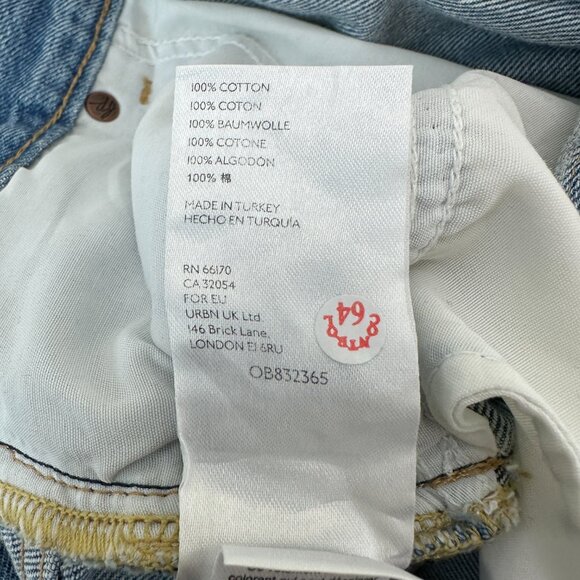 100% COTTON
100% COTON
100% BAUMWOLLE
100% COTONE
100% ALGODÓN
100% 棉
MADE IN TURKEY
HECHO EN TURQUÍA
RN 66170
CA 32054
FOR EU
URBN UK Ltd.
146 Brick Lane,
LONDON E1 6RU
OB832365
CONTROL
64